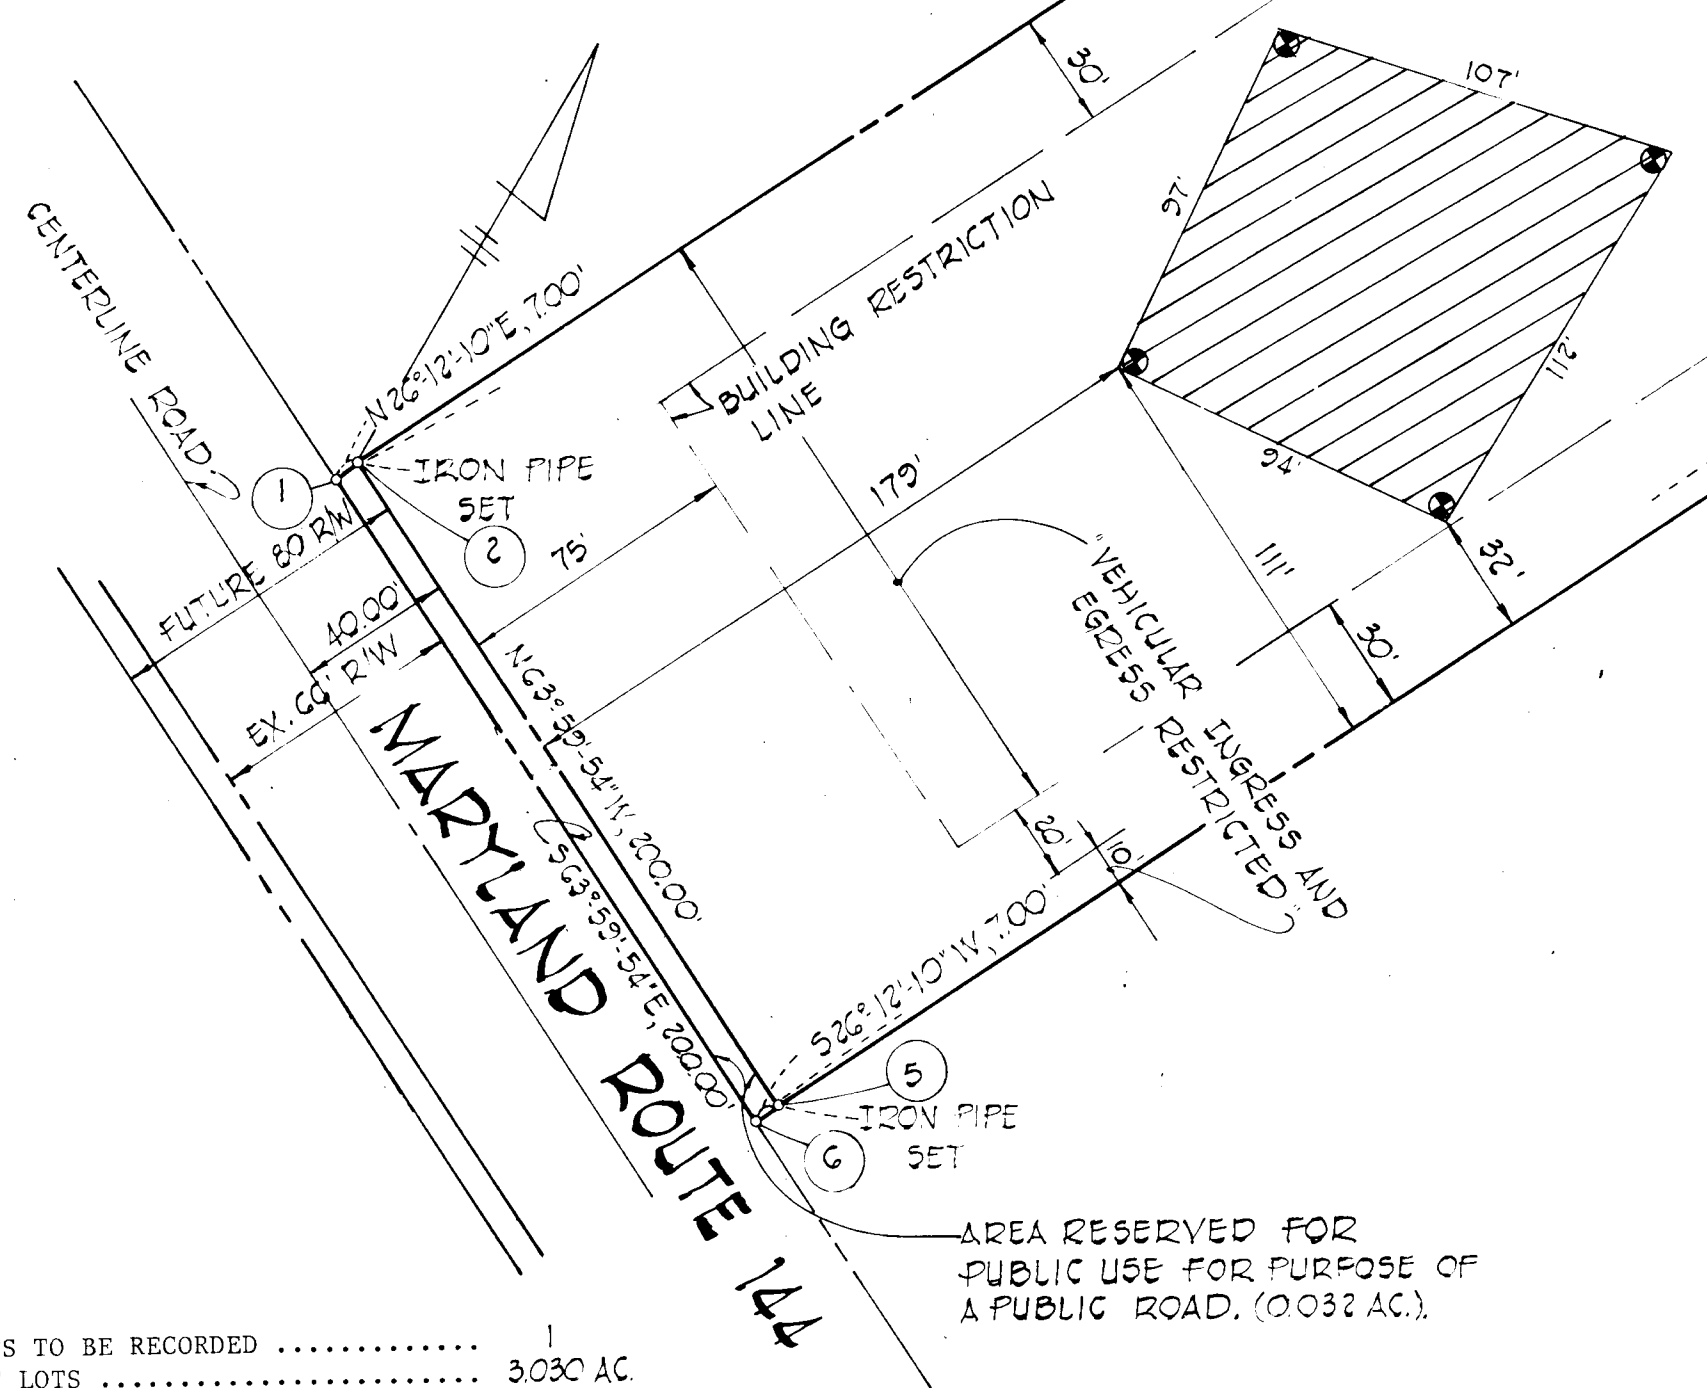 30'
107'
97'
112'
94'
CENTERLINE ROAD
N26°-12'-10"E, 7.00'
BUILDING RESTRICTION
LINE
IRON PIPE
SET
1
2
FUTURE 80' R/W
75'
179'
40.00'
EX. 60' R/W
"VEHICULAR INGRESS AND
EGRESS RESTRICTED"
111'
32'
30'
N63°-59'-54"W, 200.00'
S63°-59'-54"E, 200.00'
MARYLAND ROUTE 144
20'
10'
S26°-12'-10"W, 7.00'
5
IRON PIPE
SET
6
AREA RESERVED FOR
PUBLIC USE FOR PURPOSE OF
A PUBLIC ROAD. (0.032 AC.).
S TO BE RECORDED ............. 1
LOTS ........................ 3.030 AC.